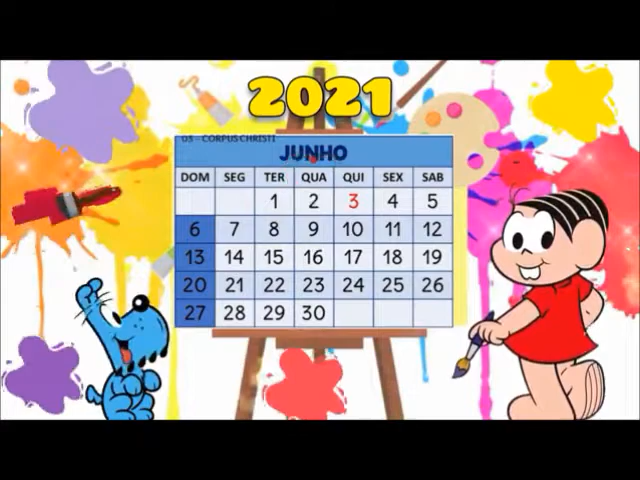 2021
03 - CORPUS CHRISTI
JUNHO
DOM SEG TER QUA QUI SEX SAB
1 2 3 4 5
6 7 8 9 10 11 12
13 14 15 16 17 18 19
20 21 22 23 24 25 26
27 28 29 30